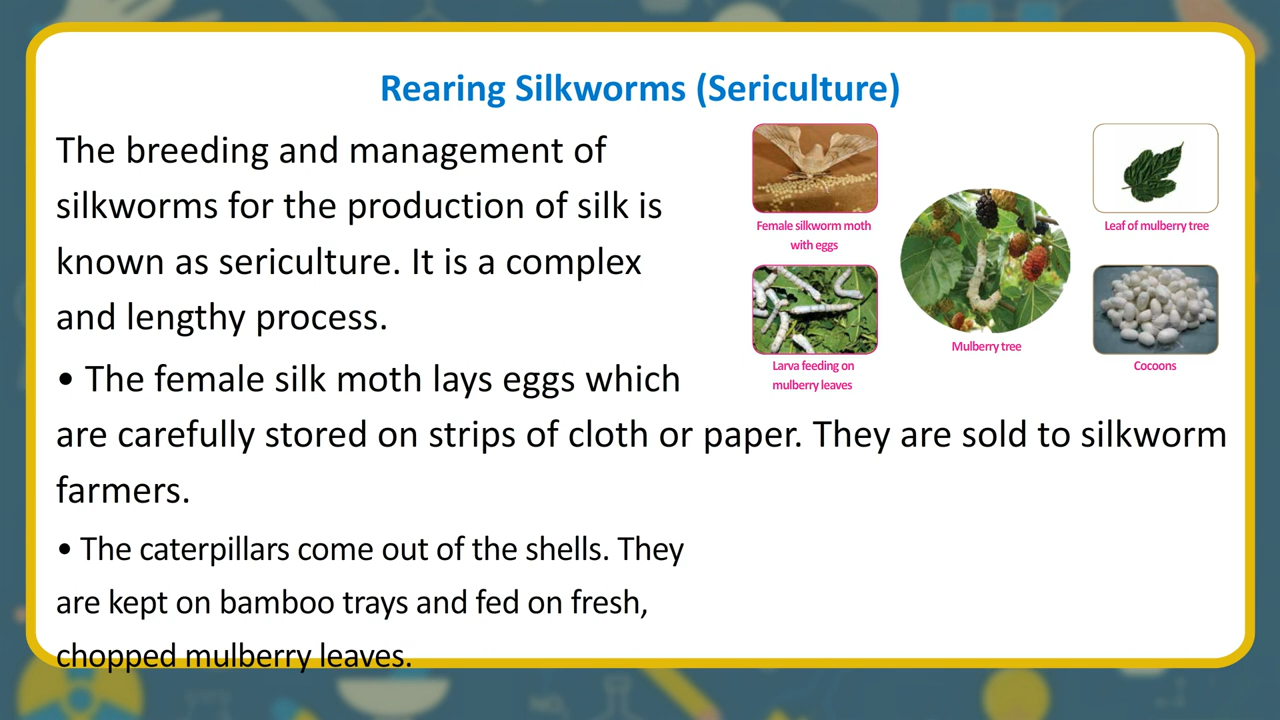 Rearing Silkworms (Sericulture)
The breeding and management of
silkworms for the production of silk is
known as sericulture. It is a complex
and lengthy process.
• The female silk moth lays eggs which
are carefully stored on strips of cloth or paper. They are sold to silkworm
farmers.
• The caterpillars come out of the shells. They
are kept on bamboo trays and fed on fresh,
chopped mulberry leaves.
Female silkworm moth
with eggs
Larva feeding on
mulberry leaves
Mulberry tree
Leaf of mulberry tree
Cocoons
NO₂